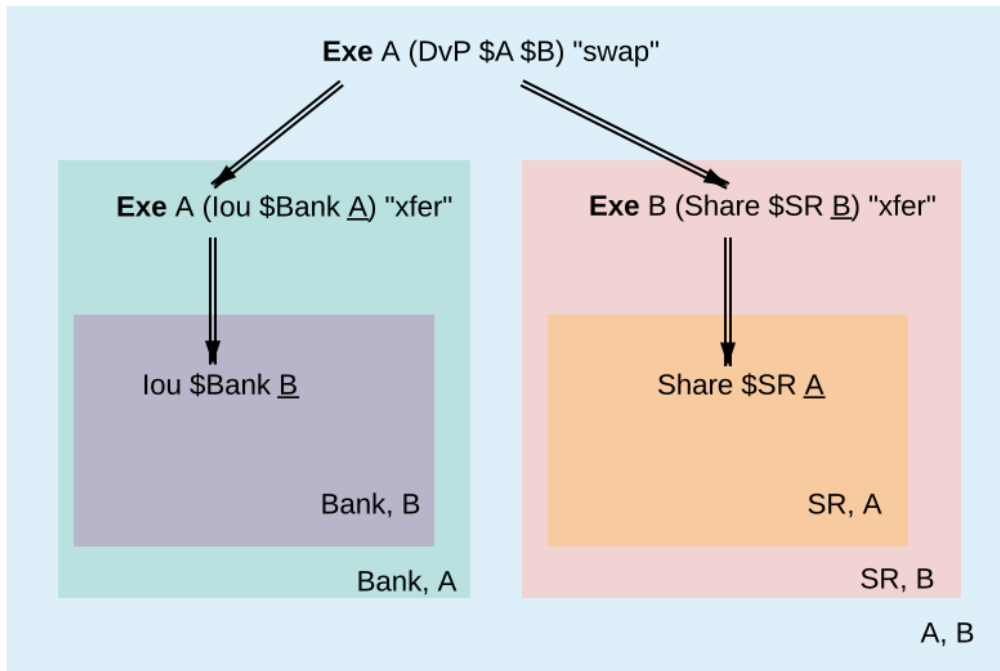 Exe A (DvP $A $B) "swap"
Exe A (Iou $Bank A) "xfer"
Exe B (Share $SR B) "xfer"
Iou $Bank B
Share $SR A
Bank, B
SR, A
Bank, A
SR, B
A, B